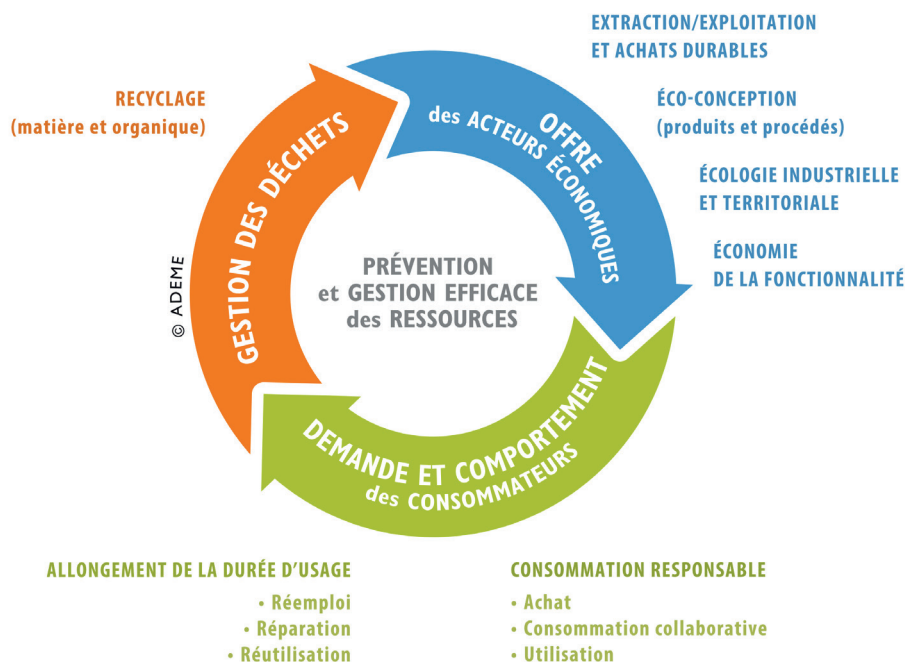 EXTRACTION/EXPLOITATION
ET ACHATS DURABLES
RECYCLAGE
(matière et organique)
ÉCO-CONCEPTION
(produits et procédés)
ÉCOLOGIE INDUSTRIELLE
ET TERRITORIALE
ÉCONOMIE
DE LA FONCTIONNALITÉ
OFFRE
des ACTEURS ÉCONOMIQUES
GESTION DES DÉCHETS
PRÉVENTION
et GESTION EFFICACE
des RESSOURCES
© ADEME
DEMANDE ET COMPORTEMENT
des CONSOMMATEURS
ALLONGEMENT DE LA DURÉE D’USAGE
• Réemploi
• Réparation
• Réutilisation
CONSOMMATION RESPONSABLE
• Achat
• Consommation collaborative
• Utilisation